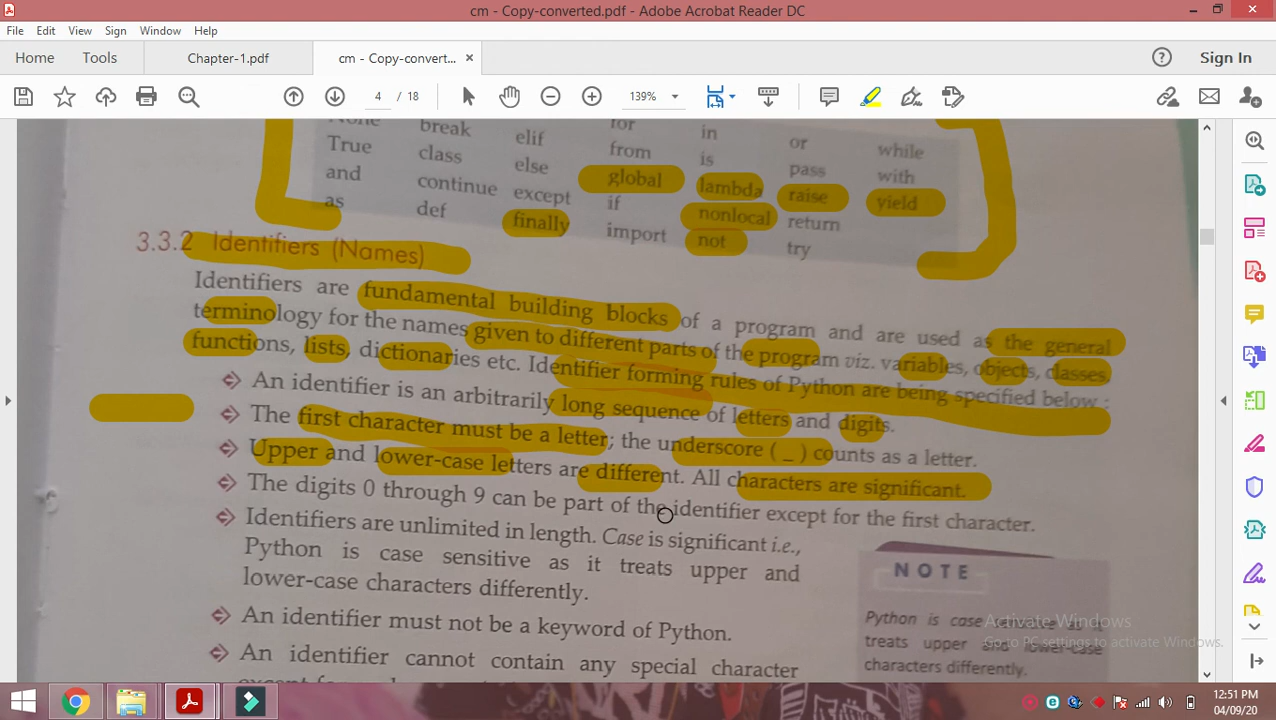 cm - Copy-converted.pdf - Adobe Acrobat Reader DC
File Edit View Sign Window Help
Home Tools Chapter-1.pdf cm - Copy-convert... × Sign In
4 / 18 139%
None break elif for in or while
True class else from is pass with
and continue except global lambda raise yield
as def finally if nonlocal return
import not try
3.3.2 Identifiers (Names)
Identifiers are fundamental building blocks of a program and are used as the general
terminology for the names given to different parts of the program viz. variables, objects, classes,
functions, lists, dictionaries etc. Identifier forming rules of Python are being specified below :
An identifier is an arbitrarily long sequence of letters and digits.
The first character must be a letter; the underscore ( _ ) counts as a letter.
Upper and lower-case letters are different. All characters are significant.
The digits 0 through 9 can be part of the identifier except for the first character.
Identifiers are unlimited in length. Case is significant i.e.,
Python is case sensitive as it treats upper and
lower-case characters differently.
An identifier must not be a keyword of Python.
An identifier cannot contain any special character
NOTE
Python is case
treats upper and lower-case
characters differently.
Activate Windows
Go to PC settings to activate Windows.
12:51 PM
04/09/20